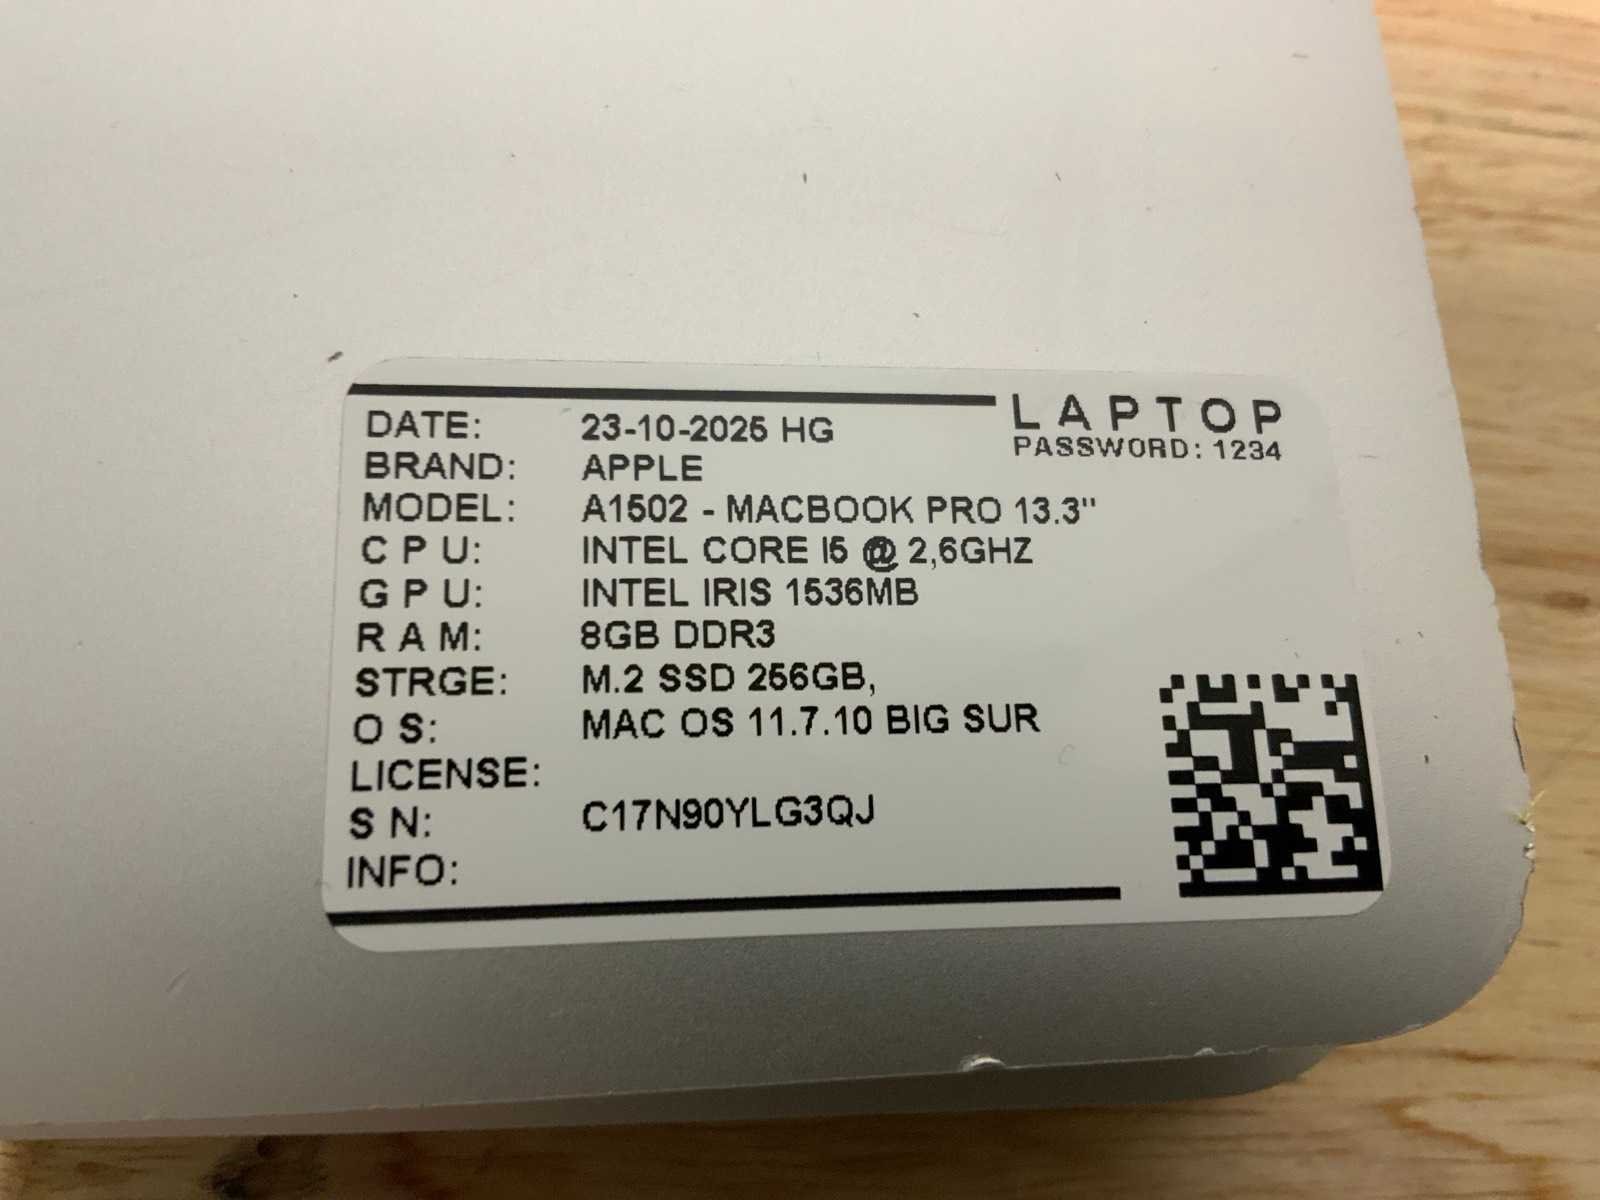 LAPTOP
PASSWORD: 1234
DATE: 23-10-2025 HG
BRAND: APPLE
MODEL: A1502 - MACBOOK PRO 13.3"
C P U: INTEL CORE I5 @ 2,6GHZ
G P U: INTEL IRIS 1536MB
R A M: 8GB DDR3
STRGE: M.2 SSD 256GB,
O S: MAC OS 11.7.10 BIG SUR
LICENSE:
S N: C17N90YLG3QJ
INFO: